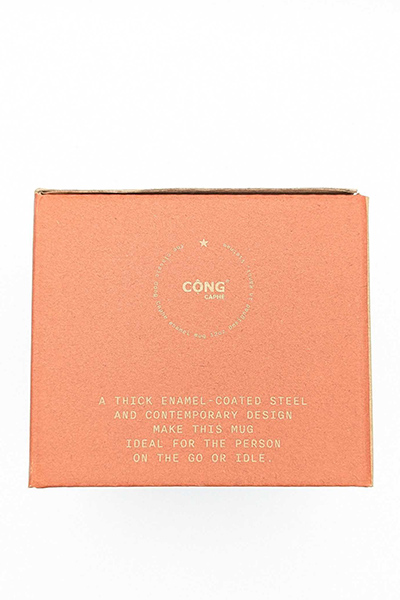 CÔNG
CAPHE
A THICK ENAMEL-COATED STEEL
AND CONTEMPORARY DESIGN
MAKE THIS MUG
IDEAL FOR THE PERSON
ON THE GO OR IDLE.